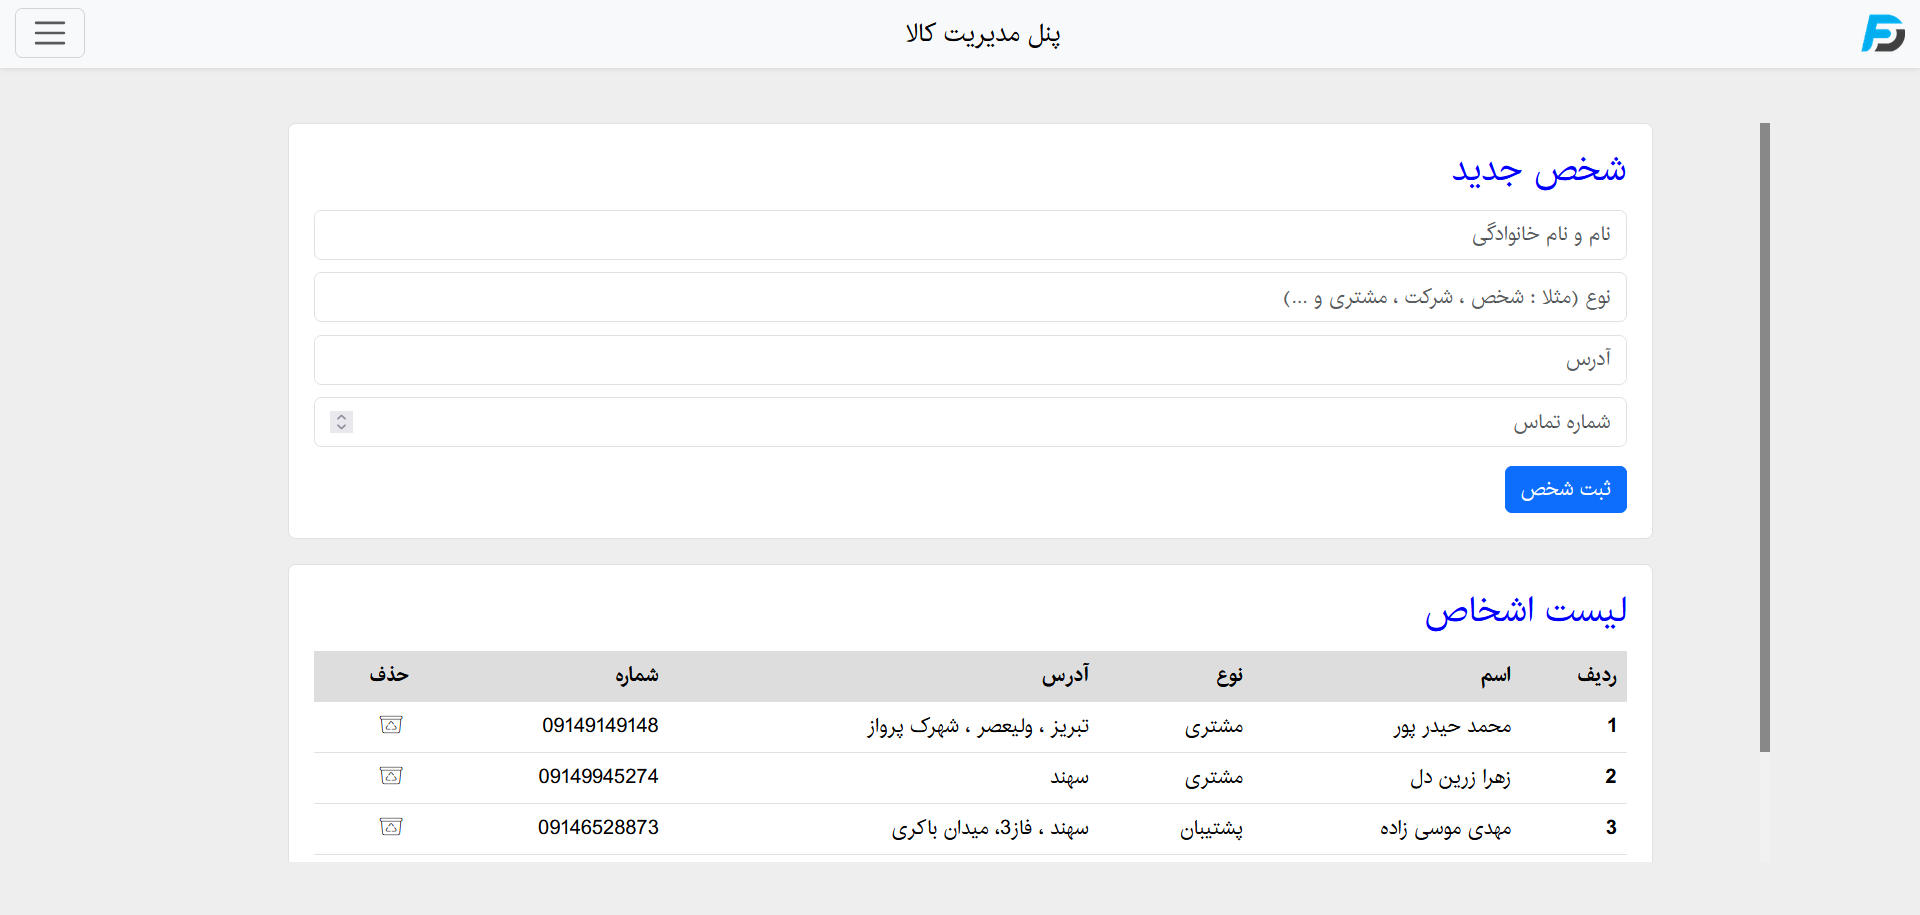 پنل مدیریت کالا
شخص جدید
نام و نام خانوادگی
نوع (مثلا : شخص ، شرکت ، مشتری و ...)
آدرس
شماره تماس
ثبت شخص
لیست اشخاص
ردیف اسم نوع آدرس شماره حذف
1 محمد حیدر پور مشتری تبریز ، ولیعصر ، شهرک پرواز 09149149148
2 زهرا زرین دل مشتری سهند 09149945274
3 مهدی موسی زاده پشتیبان سهند ، فاز3، میدان باکری 09146528873